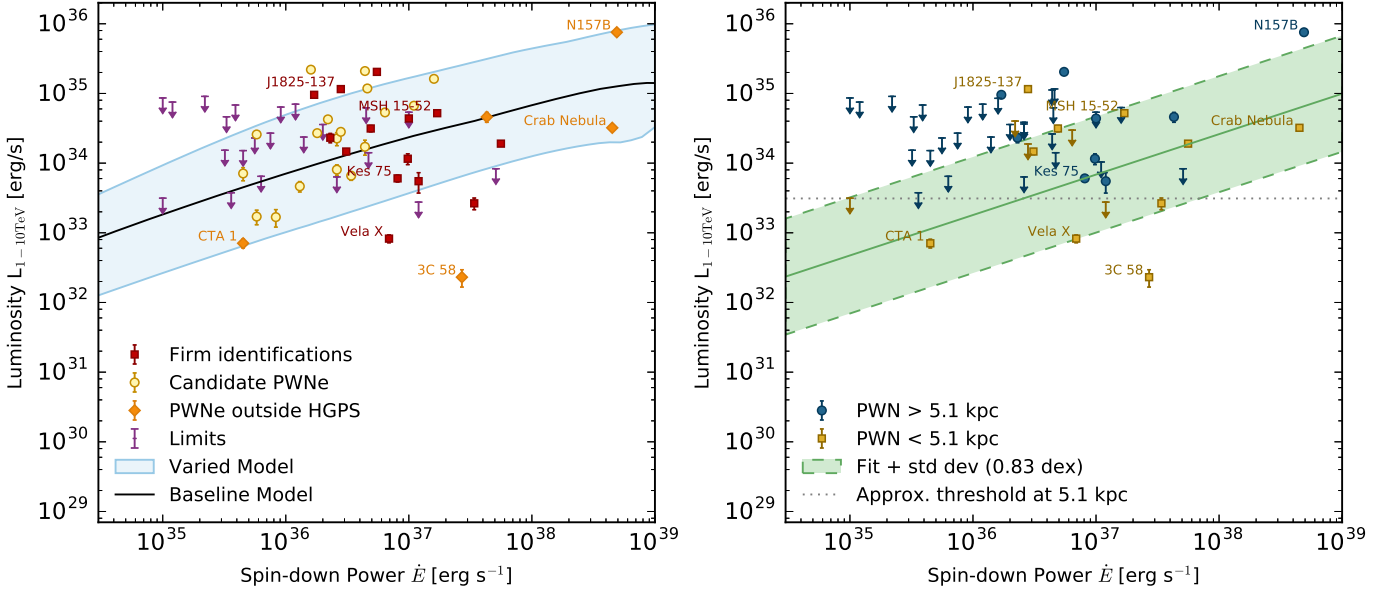 10^36
10^35
10^34
10^33
10^32
10^31
10^30
10^29
Luminosity L_{1−10TeV} [erg/s]
N157B
J1825-137
MSH 15-52
Crab Nebula
Kes 75
CTA 1
Vela X
3C 58
Firm identifications
Candidate PWNe
PWNe outside HGPS
Limits
Varied Model
Baseline Model
10^35
10^36
10^37
10^38
10^39
Spin-down Power Ė [erg s^{−1}]
10^36
10^35
10^34
10^33
10^32
10^31
10^30
10^29
Luminosity L_{1−10TeV} [erg/s]
N157B
J1825-137
MSH 15-52
Crab Nebula
Kes 75
CTA 1
Vela X
3C 58
PWN > 5.1 kpc
PWN < 5.1 kpc
Fit + std dev (0.83 dex)
Approx. threshold at 5.1 kpc
10^35
10^36
10^37
10^38
10^39
Spin-down Power Ė [erg s^{−1}]